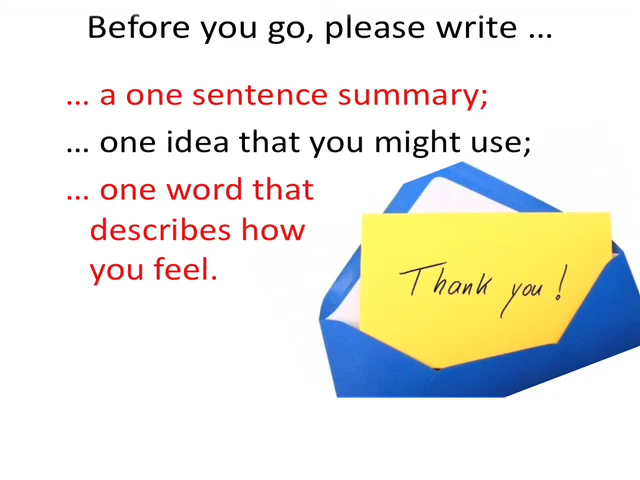 Before you go, please write ...
... a one sentence summary;
... one idea that you might use;
... one word that
describes how
you feel.
Thank you!